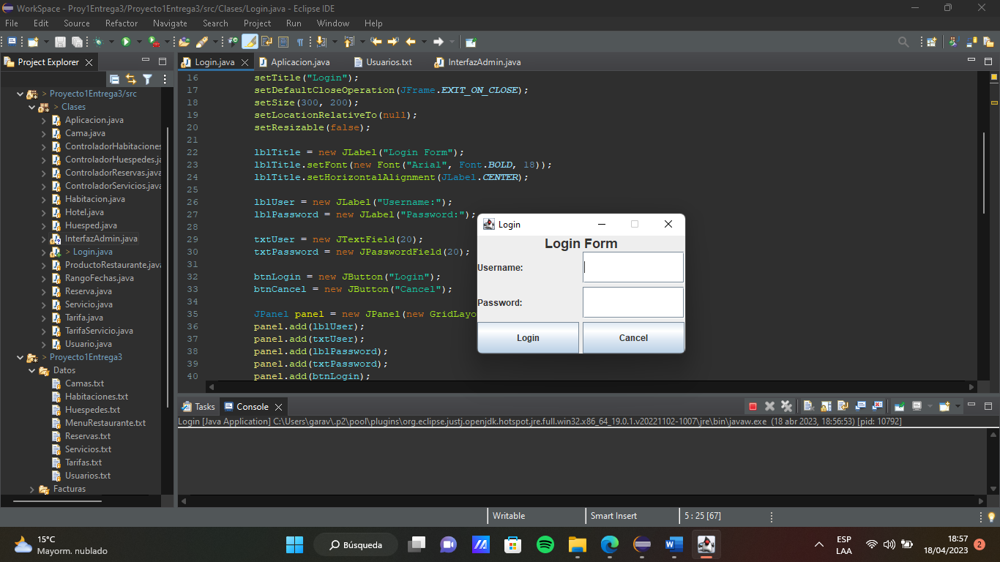 WorkSpace - Proy1Entrega3/Proyecto1Entrega3/src/Clases/Login.java - Eclipse IDE
File Edit Source Refactor Navigate Search Project Run Window Help
Project Explorer
Proyecto1Entrega3/src
> Clases
Aplicacion.java
Cama.java
ControladorHabitaciones
ControladorHuespedes.ja
ControladorReservas.java
ControladorServicios.java
Habitacion.java
Hotel.java
Huesped.java
InterfazAdmin.java
> Login.java
ProductoRestaurante.java
RangoFechas.java
Reserva.java
Servicio.java
Tarifa.java
TarifaServicio.java
Usuario.java
> Proyecto1Entrega3
Datos
Camas.txt
Habitaciones.txt
Huespedes.txt
MenuRestaurante.txt
Reservas.txt
Servicios.txt
Tarifas.txt
Usuarios.txt
Facturas
Login.java Aplicacion.java Usuarios.txt InterfazAdmin.java
16 setTitle("Login");
17 setDefaultCloseOperation(JFrame.EXIT_ON_CLOSE);
18 setSize(300, 200);
19 setLocationRelativeTo(null);
20 setResizable(false);
21
22 lblTitle = new JLabel("Login Form");
23 lblTitle.setFont(new Font("Arial", Font.BOLD, 18));
24 lblTitle.setHorizontalAlignment(JLabel.CENTER);
25
26 lblUser = new JLabel("Username:");
27 lblPassword = new JLabel("Password:");
28
29 txtUser = new JTextField(20);
30 txtPassword = new JPasswordField(20);
31
32 btnLogin = new JButton("Login");
33 btnCancel = new JButton("Cancel");
34
35 JPanel panel = new JPanel(new GridLayo
36 panel.add(lblUser);
37 panel.add(txtUser);
38 panel.add(lblPassword);
39 panel.add(txtPassword);
40 panel.add(btnLogin);
Login
Login Form
Username:
Password:
Login Cancel
Tasks Console
Login [Java Application] C:\Users\garav\.p2\pool\plugins\org.eclipse.justj.openjdk.hotspot.jre.full.win32.x86_64_19.0.1.v20221102-1007\jre\bin\javaw.exe (18 abr 2023, 18:56:53) [pid: 10792]
Writable Smart Insert 5 : 25 [67]
15°C
Mayorm. nublado
Búsqueda
ESP
LAA
18:57
18/04/2023
2